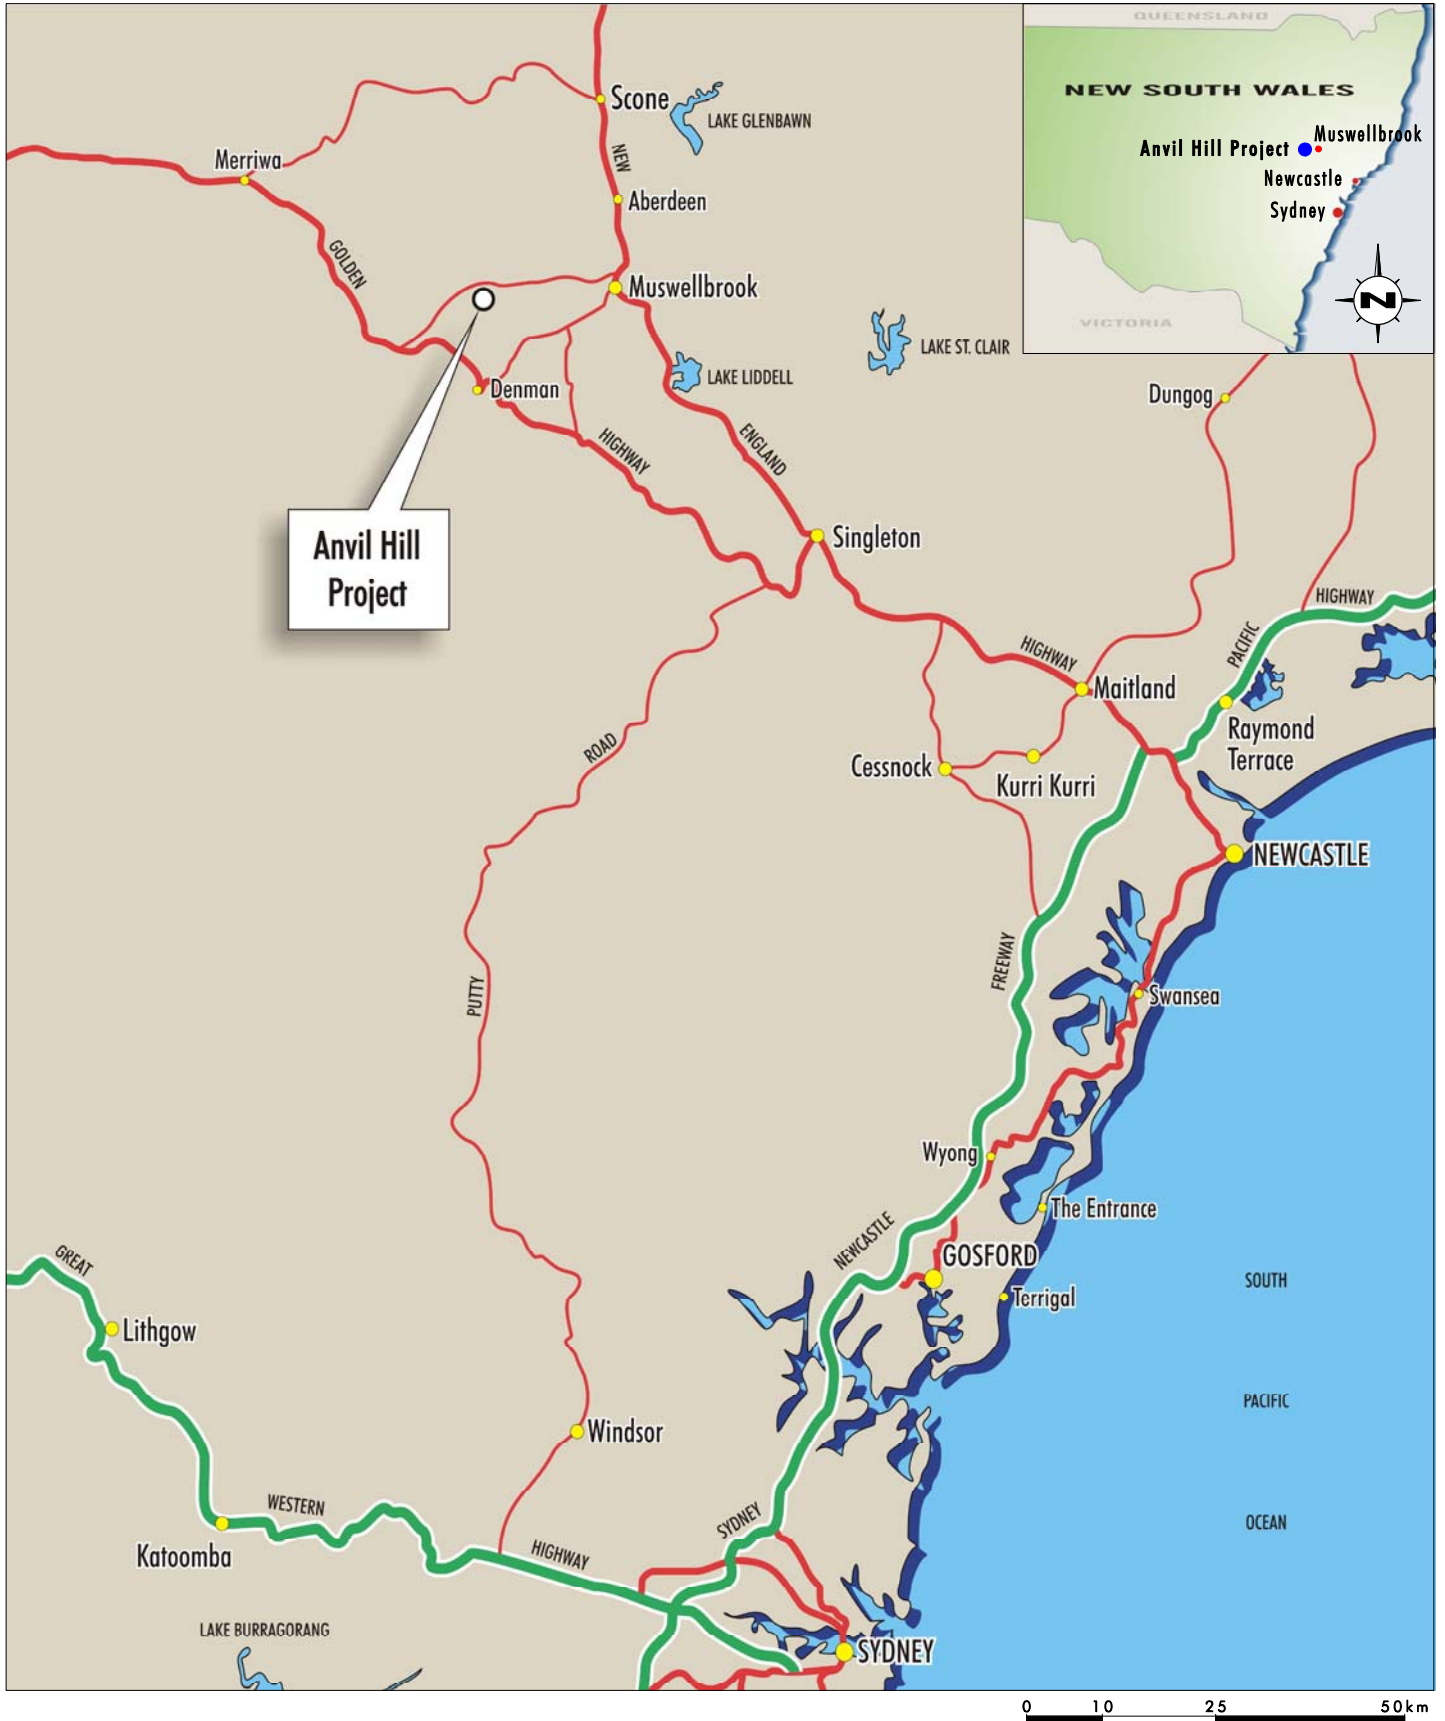 QUEENSLAND
NEW SOUTH WALES
Anvil Hill Project
Muswellbrook
Newcastle
Sydney
N
VICTORIA
Scone
LAKE GLENBAWN
NEW
Merriwa
Aberdeen
GOLDEN
Muswellbrook
LAKE ST. CLAIR
LAKE LIDDELL
Denman
Dungog
HIGHWAY
ENGLAND
Anvil Hill
Project
Singleton
HIGHWAY
PACIFIC
HIGHWAY
Maitland
Raymond
Terrace
ROAD
Cessnock
Kurri Kurri
NEWCASTLE
FREEWAY
PUTTY
Swansea
Wyong
The Entrance
NEWCASTLE
GREAT
GOSFORD
SOUTH
Terrigal
Lithgow
PACIFIC
Windsor
WESTERN
SYDNEY
OCEAN
Katoomba
HIGHWAY
LAKE BURRAGORANG
SYDNEY
0 10 25 50km